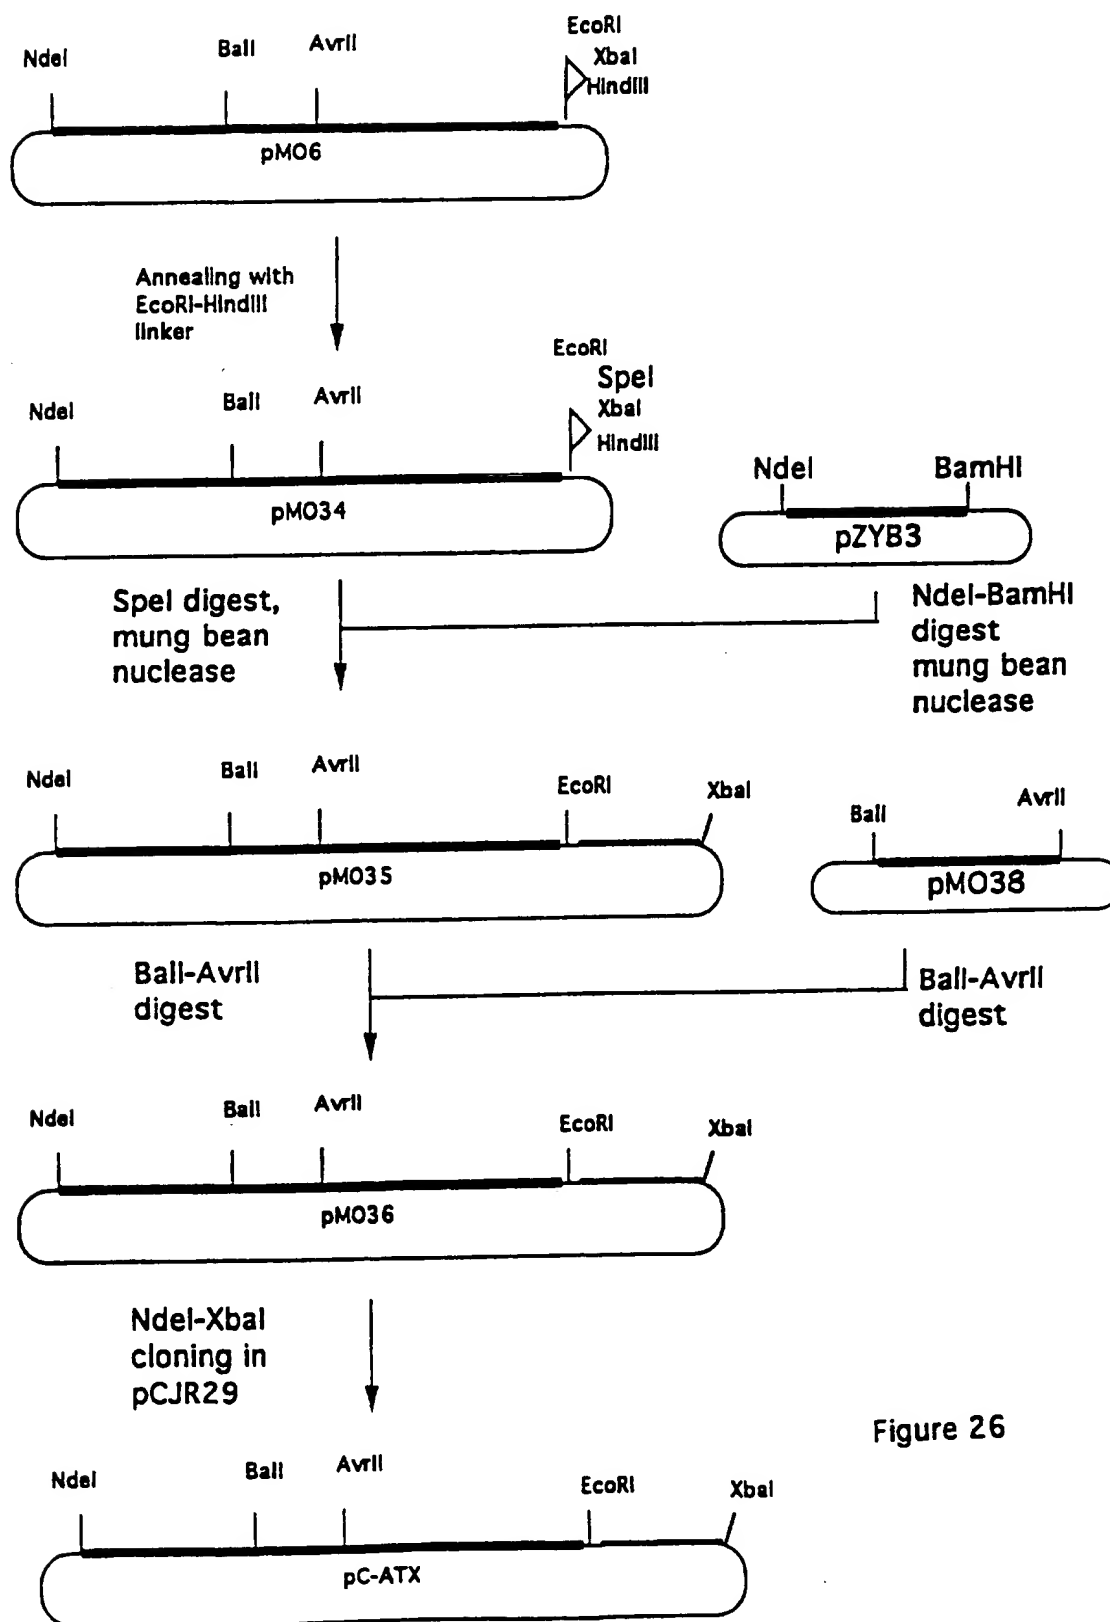 EcoRI
NdeI
BalI
AvrII
XbaI
HindIII
pMO6
Annealing with
EcoRI-HindIII
linker
EcoRI
SpeI
NdeI
BalI
AvrII
XbaI
HindIII
pMO34
NdeI
BamHI
pZYB3
SpeI digest,
mung bean
nuclease
NdeI-BamHI
digest
mung bean
nuclease
NdeI
BalI
AvrII
EcoRI
XbaI
pMO35
BalI
AvrII
pMO38
BalI-AvrII
digest
BalI-AvrII
digest
NdeI
BalI
AvrII
EcoRI
XbaI
pMO36
NdeI-XbaI
cloning in
pCJR29
Figure 26
NdeI
BalI
AvrII
EcoRI
XbaI
pC-ATX